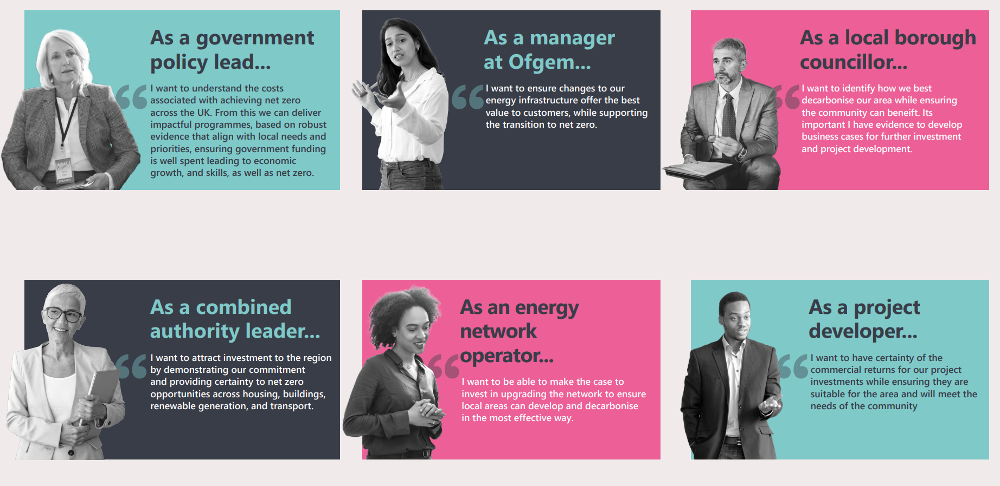 As a government
policy lead...
I want to understand the costs
associated with achieving net zero
across the UK. From this we can deliver
impactful programmes, based on robust
evidence that align with local needs and
priorities, ensuring government funding
is well spent leading to economic
growth, and skills, as well as net zero.
IMPACT
SPEAKER
As a manager
at Ofgem...
I want to ensure changes to our
energy infrastructure offer the best
value to customers, while supporting
the transition to net zero.
As a local borough
councillor...
I want to identify how we best
decarbonise our area while ensuring
the community can beneift. Its
important I have evidence to develop
business cases for further investment
and project development.
As a combined
authority leader...
I want to attract investment to the region
by demonstrating our commitment
and providing certainty to net zero
opportunities across housing, buildings,
renewable generation, and transport.
As an energy
network
operator...
I want to be able to make the case to
invest in upgrading the network to ensure
local areas can develop and decarbonise
in the most effective way.
As a project
developer...
I want to have certainty of the
commercial returns for our project
investments while ensuring they are
suitable for the area and will meet the
needs of the community